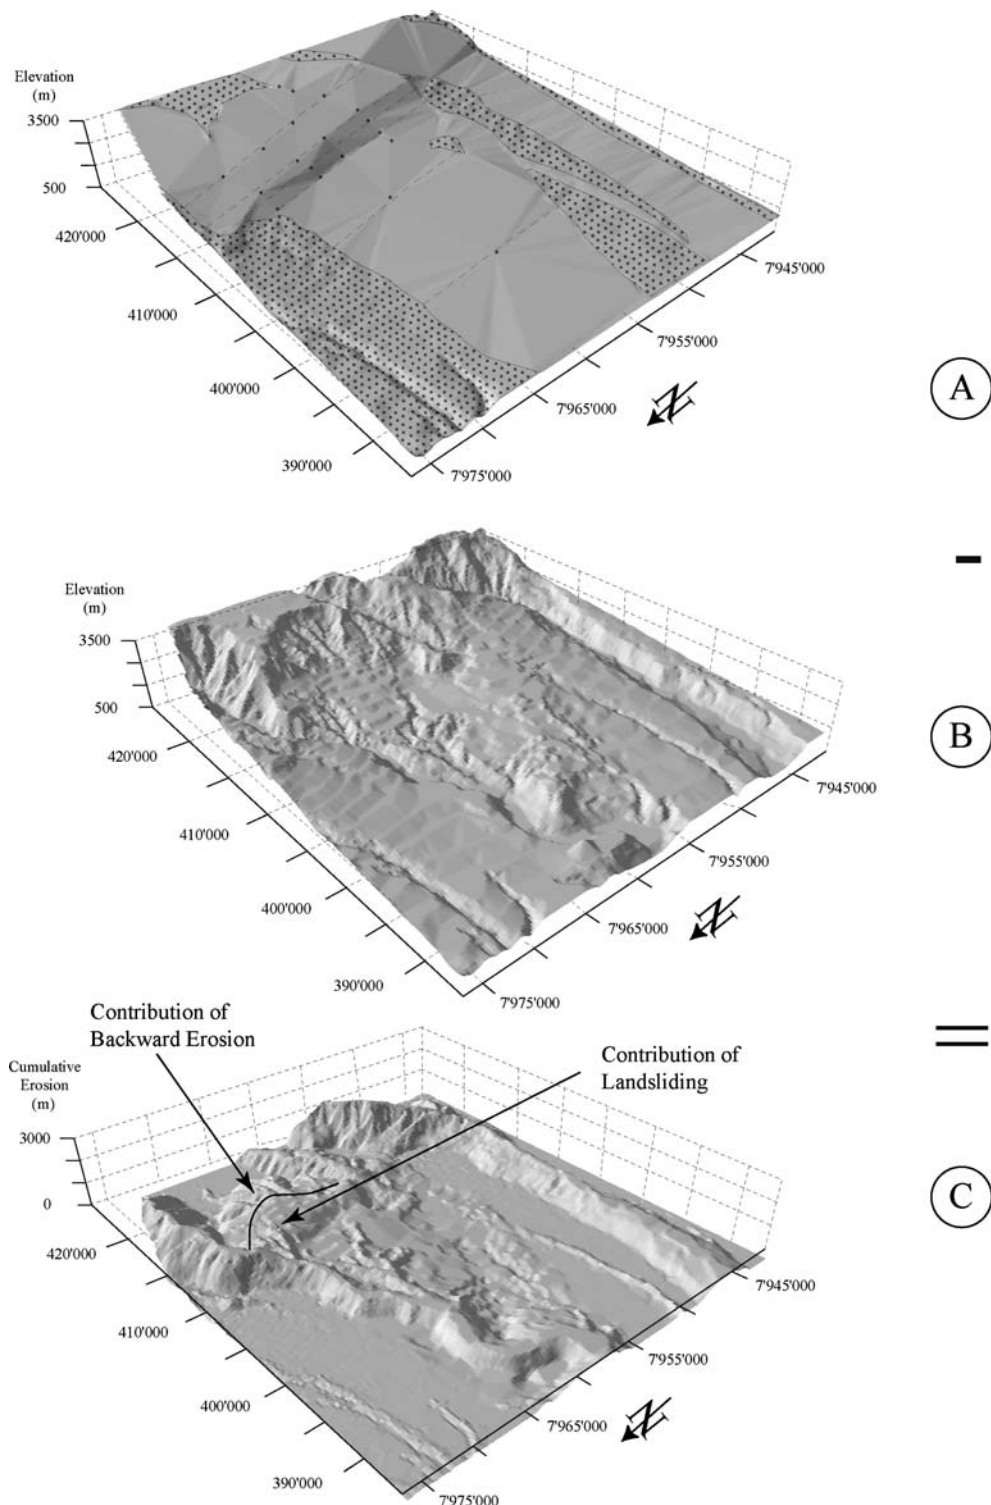 Elevation
(m)
3500
500
420'000
410'000
400'000
390'000
7'945'000
7'955'000
7'965'000
7'975'000
N
A
-
Elevation
(m)
3500
500
420'000
410'000
400'000
390'000
7'945'000
7'955'000
7'965'000
7'975'000
N
B
=
Contribution of
Backward Erosion
Contribution of
Landsliding
Cumulative
Erosion
(m)
3000
0
420'000
410'000
400'000
390'000
7'945'000
7'955'000
7'965'000
7'975'000
N
C